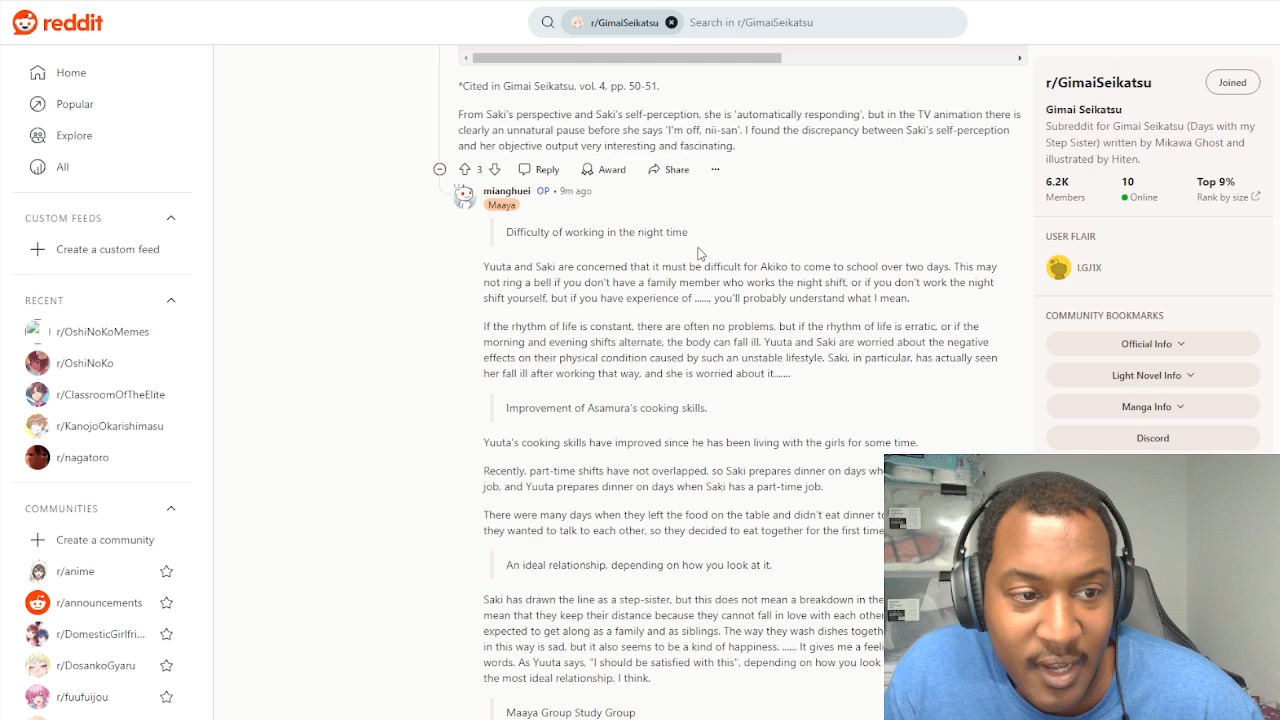 reddit
r/GimaiSeikatsu
Search in r/GimaiSeikatsu
Home
Popular
Explore
All
CUSTOM FEEDS
Create a custom feed
RECENT
r/OshiNoKoMemes
r/OshiNoKo
r/ClassroomOfTheElite
r/KanojoOkarishimasu
r/nagatoro
COMMUNITIES
Create a community
r/anime
r/announcements
r/DomesticGirlfri...
r/DosankoGyaru
r/fuufuijou
*Cited in Gimai Seikatsu, vol. 4, pp. 50-51.
From Saki's perspective and Saki's self-perception, she is 'automatically responding', but in the TV animation there is
clearly an unnatural pause before she says 'I'm off, nii-san'. I found the discrepancy between Saki's self-perception
and her objective output very interesting and fascinating.
3 Reply Award Share
mianghuei OP • 9m ago
Maaya
Difficulty of working in the night time
Yuuta and Saki are concerned that it must be difficult for Akiko to come to school over two days. This may
not ring a bell if you don't have a family member who works the night shift, or if you don't work the night
shift yourself, but if you have experience of ......, you'll probably understand what I mean.
If the rhythm of life is constant, there are often no problems, but if the rhythm of life is erratic, or if the
morning and evening shifts alternate, the body can fall ill. Yuuta and Saki are worried about the negative
effects on their physical condition caused by such an unstable lifestyle. Saki, in particular, has actually seen
her fall ill after working that way, and she is worried about it......
Improvement of Asamura's cooking skills.
Yuuta's cooking skills have improved since he has been living with the girls for some time.
Recently, part-time shifts have not overlapped, so Saki prepares dinner on days
job, and Yuuta prepares dinner on days when Saki has a part-time job.
There were many days when they left the food on the table and didn't eat dinner
they wanted to talk to each other, so they decided to eat together for the first time
An ideal relationship, depending on how you look at it.
Saki has drawn the line as a step-sister, but this does not mean a breakdown in the
mean that they keep their distance because they cannot fall in love with each other
expected to get along as a family and as siblings. The way they wash dishes
in this way is sad, but it also seems to be a kind of happiness. ...... It gives me a
words. As Yuuta says, "I should be satisfied with this", depending on how you look
the most ideal relationship. I think.
Maaya Group Study Group
r/GimaiSeikatsu
Joined
Gimai Seikatsu
Subreddit for Gimai Seikatsu (Days with my
Step Sister) written by Mikawa Ghost and
illustrated by Hiten.
6.2K 10 Top 9%
Members Online Rank by size
USER FLAIR
LGJ1X
COMMUNITY BOOKMARKS
Official Info
Light Novel Info
Manga Info
Discord